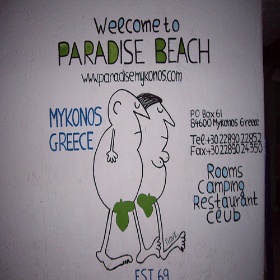 Welcome to
PARADISE BEACH
www.paradisemykonos.com
MYKONOS
GREECE
PO Box 61
84600 Mykonos Greece
Tel:+30 22890 22852
Fax+30 22890 24350
Rooms
Camping
Restaurant
Club
EST 69